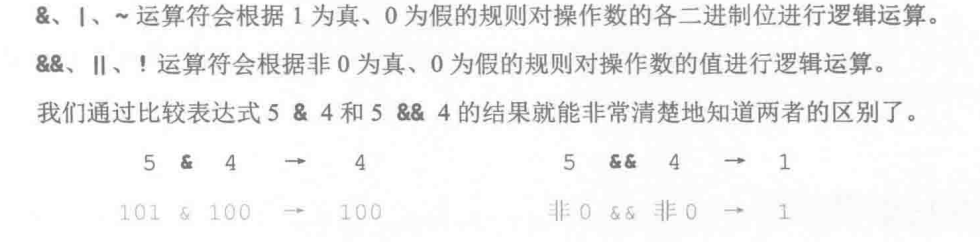 &、|、~ 运算符会根据 1 为真、0 为假的规则对操作数的各二进制位进行逻辑运算。
&&、||、! 运算符会根据非 0 为真、0 为假的规则对操作数的值进行逻辑运算。
我们通过比较表达式 5 & 4 和 5 && 4 的结果就能非常清楚地知道两者的区别了。
5 & 4 → 4 5 && 4 → 1
101 & 100 → 100 非 0 && 非 0 → 1